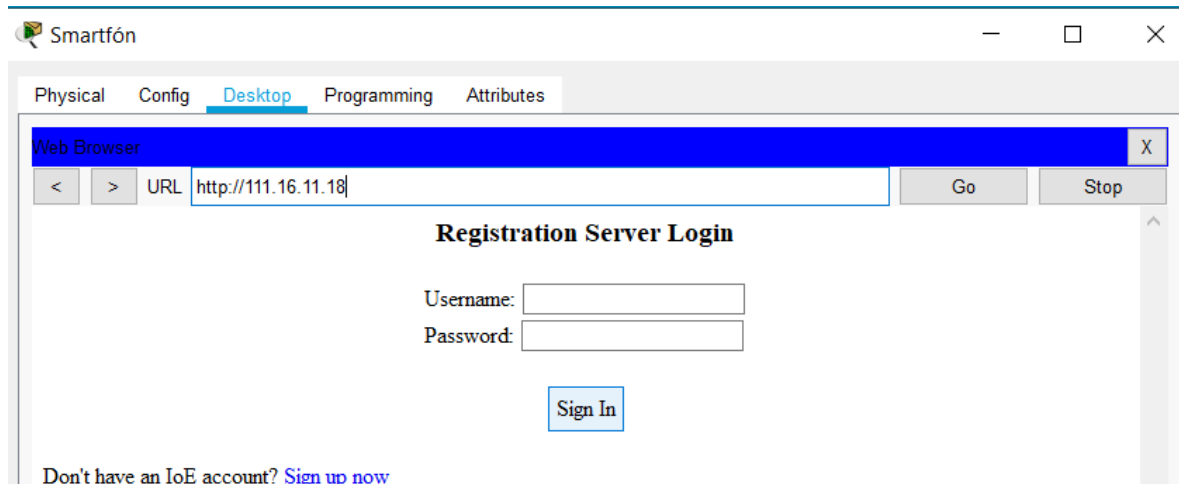 Smartfón
Physical Config Desktop Programming Attributes
Web Browser X
< > URL http://111.16.11.18 Go Stop
Registration Server Login
Username:
Password:
Sign In
Don't have an IoE account? Sign up now